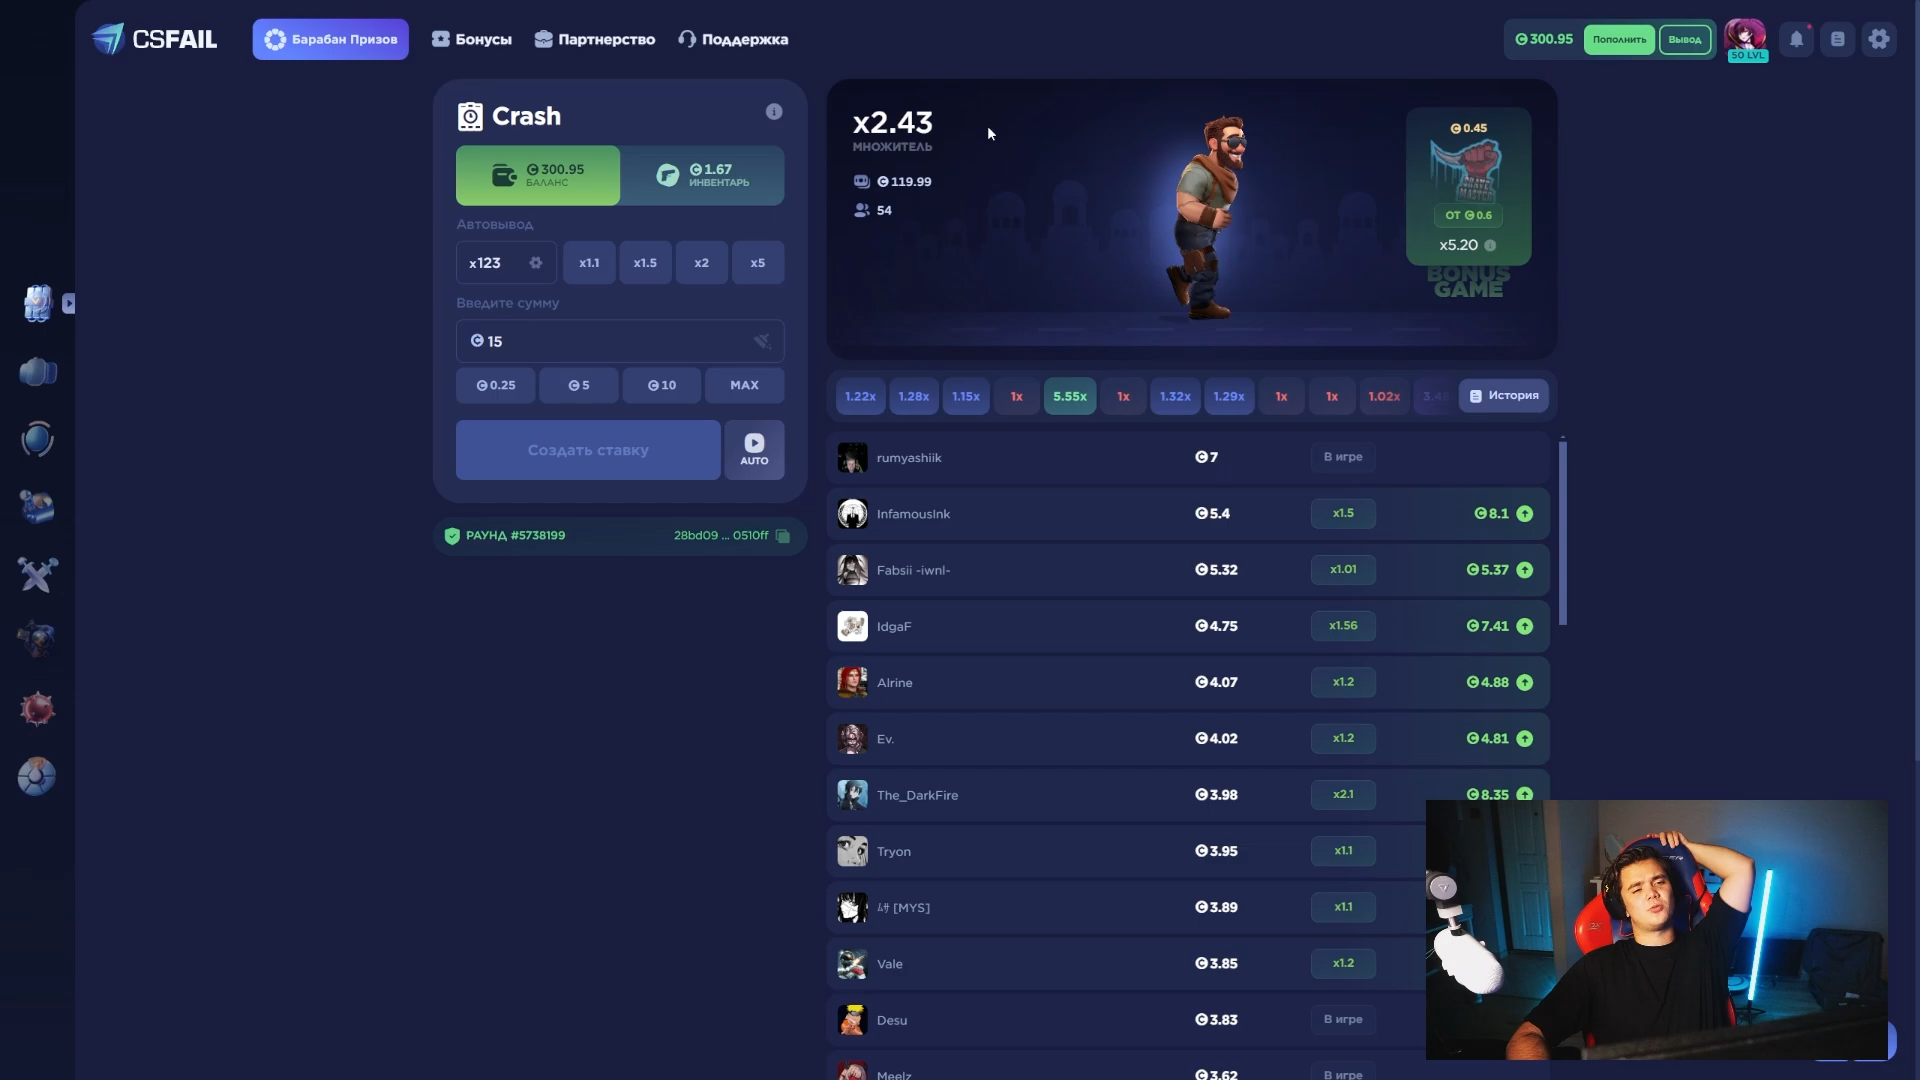 CSFAIL
Барабан Призов
Бонусы
Партнерство
Поддержка
300.95
Пополнить
Вывод
50 LVL
Crash
300.95
БАЛАНС
1.67
ИНВЕНТАРЬ
Автовывод
x123
x1.1
x1.5
x2
x5
Введите сумму
15
0.25
5
10
MAX
Создать ставку
AUTO
РАУНД #5738199
28bd09 ... 0510ff
x2.43
МНОЖИТЕЛЬ
119.99
54
0.45
ОТ 0.6
x5.20
BONUS
GAME
1.22x
1.28x
1.15x
1x
5.55x
1x
1.32x
1.29x
1x
1x
1.02x
История
rumyashiik 7 В игре
InfamousInk 5.4 x1.5 8.1
Fabsii -iwnl- 5.32 x1.01 5.37
IdgaF 4.75 x1.56 7.41
Alrine 4.07 x1.2 4.88
Ev. 4.02 x1.2 4.81
The_DarkFire 3.98 x2.1 8.35
Tryon 3.95 x1.1
[MYS] 3.89 x1.1
Vale 3.85 x1.2
Desu 3.83 В игре
Meelz 3.62 В игре